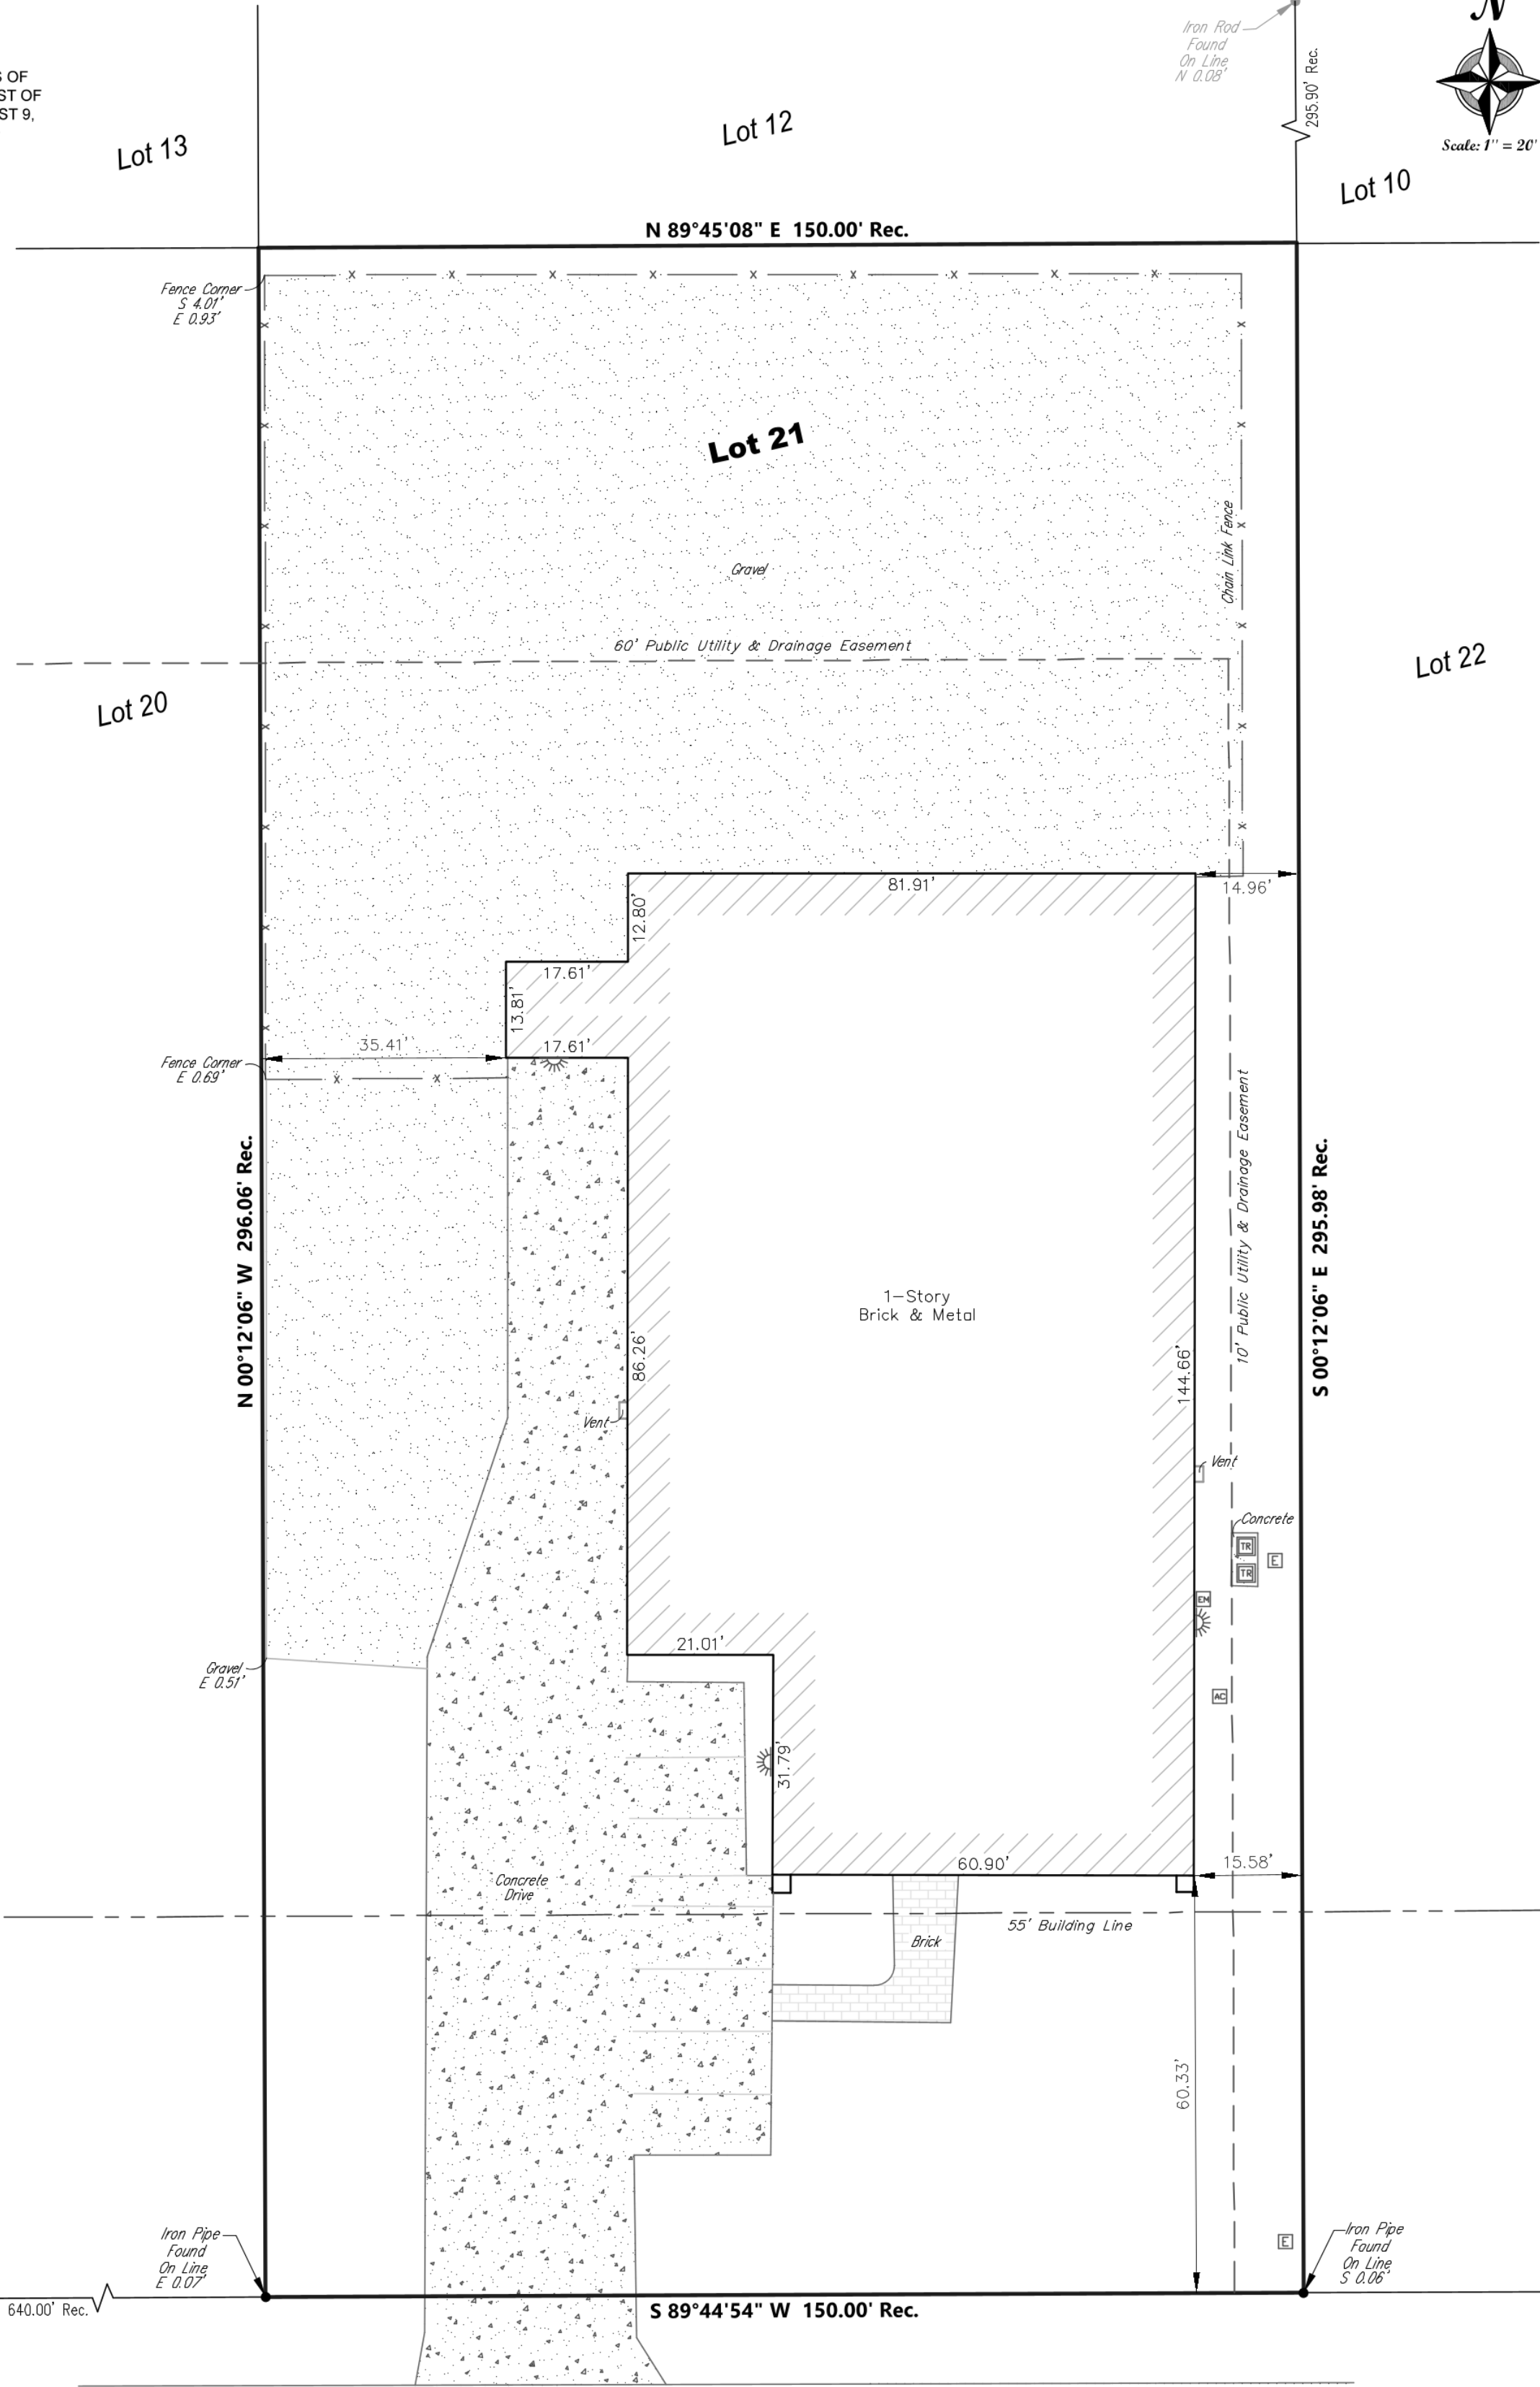 N
Iron Rod
Found
On Line
N 0.08'
295.90' Rec.
Scale: 1" = 20'
OF
ST OF
ST 9,
Lot 13
Lot 12
Lot 10
N 89°45'08" E 150.00' Rec.
Fence Corner
S 4.01'
E 0.93'
Lot 21
Chain Link Fence
Gravel
60' Public Utility & Drainage Easement
Lot 22
Lot 20
81.91'
14.96'
12.80'
17.61'
13.81'
35.41'
17.61'
Fence Corner
E 0.69'
N 00°12'06" W 296.06' Rec.
10' Public Utility & Drainage Easement
S 00°12'06" E 295.98' Rec.
1-Story
Brick & Metal
86.26'
144.66'
Vent
Vent
Concrete
TR
E
TR
EM
21.01'
Gravel
E 0.51'
AC
31.79'
60.90'
15.58'
Concrete
Drive
55' Building Line
Brick
60.33'
E
Iron Pipe
Found
On Line
E 0.07'
Iron Pipe
Found
On Line
S 0.06'
640.00' Rec.
S 89°44'54" W 150.00' Rec.